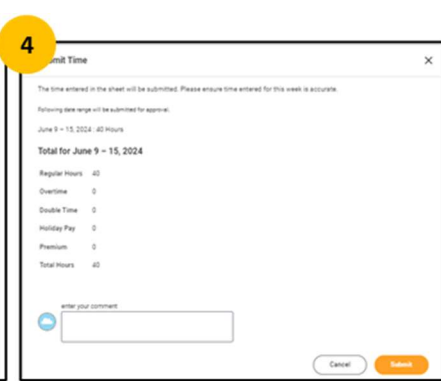 4
mit Time
The time entered in the sheet will be submitted. Please ensure time entered for this week is accurate.
Following date range will be submitted for approval.
June 9 – 15, 2024 : 40 Hours
Total for June 9 – 15, 2024
Regular Hours 40
Overtime 0
Double Time 0
Holiday Pay 0
Premium 0
Total Hours 40
enter your comment
Cancel Submit